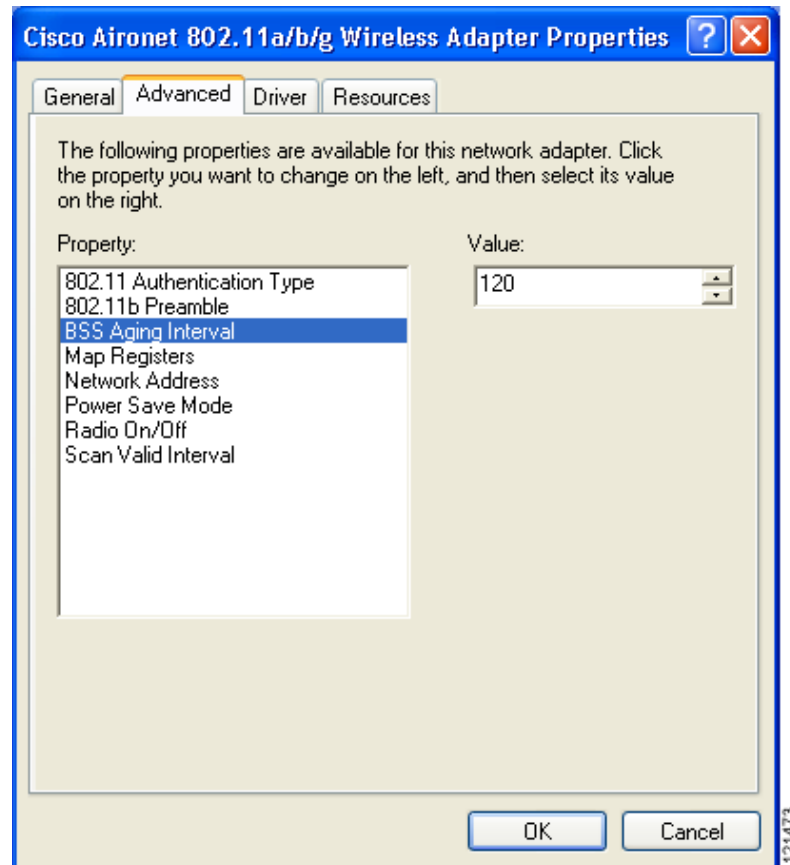 Cisco Aironet 802.11a/b/g Wireless Adapter Properties
General Advanced Driver Resources
The following properties are available for this network adapter. Click
the property you want to change on the left, and then select its value
on the right.
Property:
Value:
802.11 Authentication Type
802.11b Preamble
BSS Aging Interval
Map Registers
Network Address
Power Save Mode
Radio On/Off
Scan Valid Interval
120
OK Cancel
121473